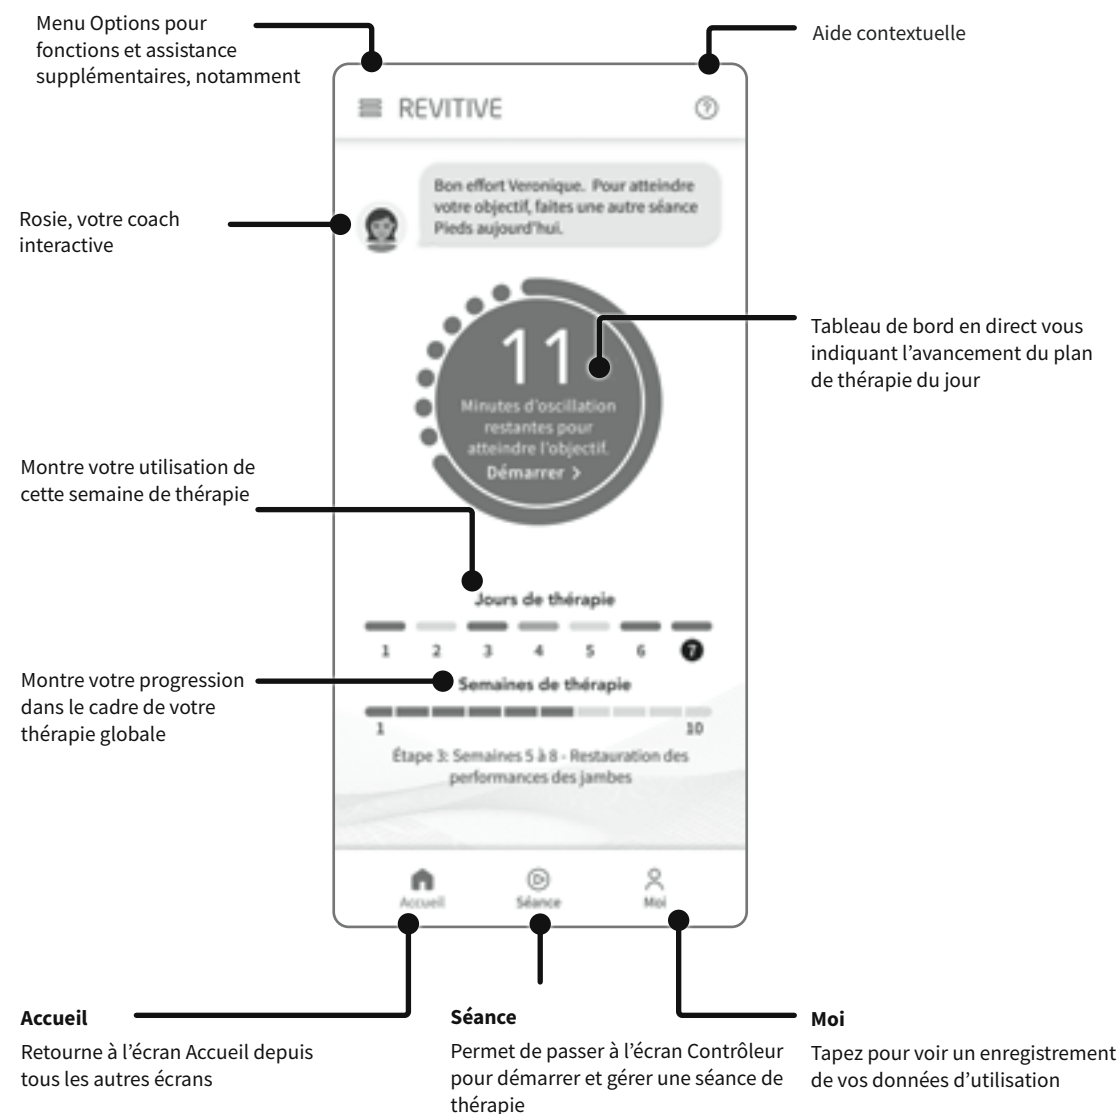 Menu Options pour
fonctions et assistance
supplémentaires, notamment
Aide contextuelle
REVITIVE
Bon effort Veronique. Pour atteindre
votre objectif, faites une autre séance
Pieds aujourd'hui.
Rosie, votre coach
interactive
11
Minutes d'oscillation
restantes pour
atteindre l'objectif.
Démarrer >
Tableau de bord en direct vous
indiquant l'avancement du plan
de thérapie du jour
Montre votre utilisation de
cette semaine de thérapie
Jours de thérapie
1 2 3 4 5 6 7
Montre votre progression
dans le cadre de votre
thérapie globale
Semaines de thérapie
1 10
Étape 3: Semaines 5 à 8 - Restauration des
performances des jambes
Accueil Séance Moi
Accueil
Retourne à l'écran Accueil depuis
tous les autres écrans
Séance
Permet de passer à l'écran Contrôleur
pour démarrer et gérer une séance de
thérapie
Moi
Tapez pour voir un enregistrement
de vos données d'utilisation